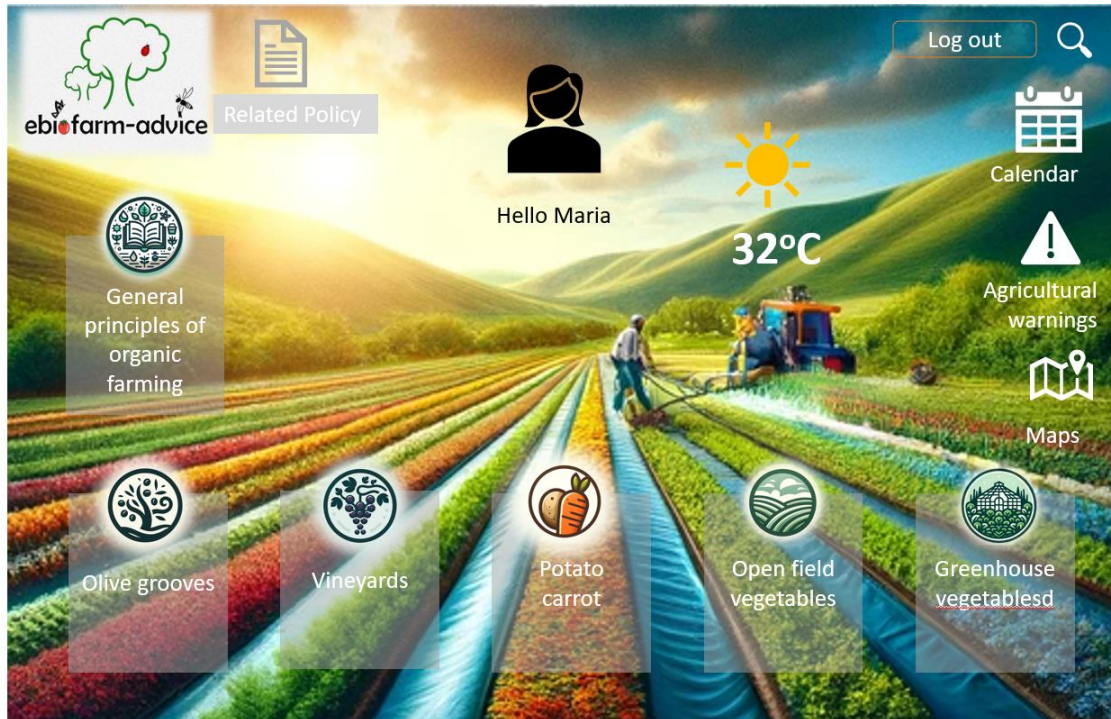 ebiofarm-advice
Related Policy
Log out
Hello Maria
32°C
Calendar
Agricultural
warnings
Maps
General
principles of
organic
farming
Olive grooves
Vineyards
Potato
carrot
Open field
vegetables
Greenhouse
vegetablesd